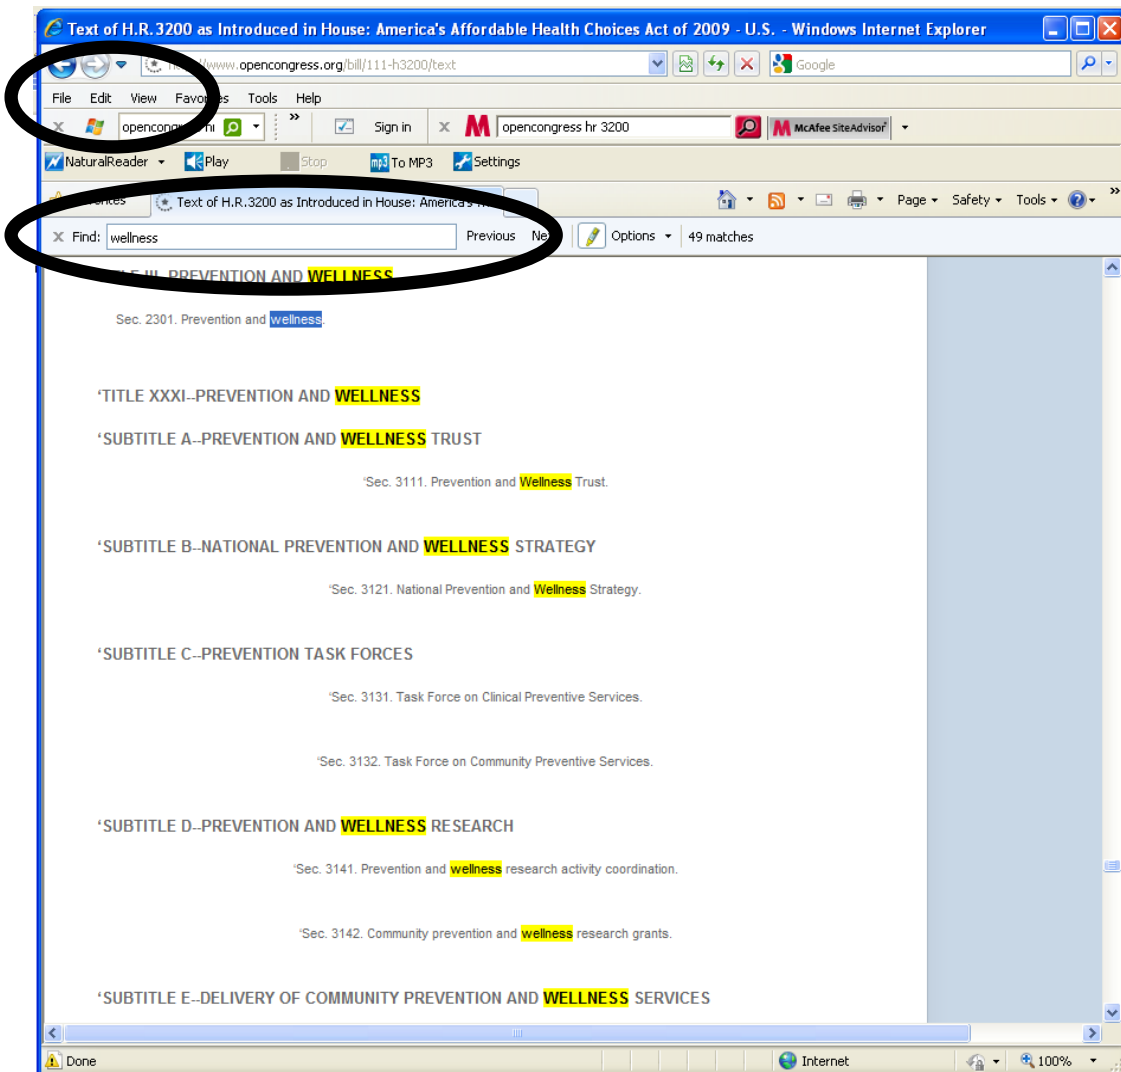 Text of H.R.3200 as Introduced in House: America's Affordable Health Choices Act of 2009 - U.S. - Windows Internet Explorer
www.opencongress.org/bill/111-h3200/text Google
File Edit View Tools Help
x hr » Sign in x M opencongress hr 3200 McAfee SiteAdvisor
NaturalReader Play Stop mp3 To MP3 Settings
Text of H.R.3200 as Introduced in House: Page Safety Tools »
x Find: wellness Previous Options 49 matches
PREVENTION AND WELLNESS
Sec. 2301. Prevention and wellness.
‘TITLE XXXI--PREVENTION AND WELLNESS
‘SUBTITLE A--PREVENTION AND WELLNESS TRUST
‘Sec. 3111. Prevention and Wellness Trust.
‘SUBTITLE B--NATIONAL PREVENTION AND WELLNESS STRATEGY
‘Sec. 3121. National Prevention and Wellness Strategy.
‘SUBTITLE C--PREVENTION TASK FORCES
‘Sec. 3131. Task Force on Clinical Preventive Services.
‘Sec. 3132. Task Force on Community Preventive Services.
‘SUBTITLE D--PREVENTION AND WELLNESS RESEARCH
‘Sec. 3141. Prevention and wellness research activity coordination.
‘Sec. 3142. Community prevention and wellness research grants.
‘SUBTITLE E--DELIVERY OF COMMUNITY PREVENTION AND WELLNESS SERVICES
Done Internet 100%